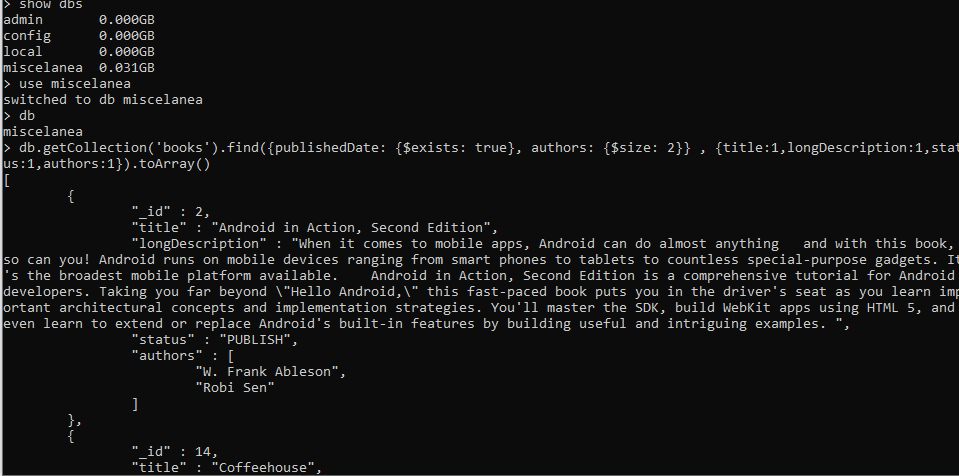 > show dbs
admin       0.000GB
config      0.000GB
local       0.000GB
miscelanea  0.031GB
> use miscelanea
switched to db miscelanea
> db
miscelanea
> db.getCollection('books').find({publishedDate: {$exists: true}, authors: {$size: 2}} , {title:1,longDescription:1,stat
us:1,authors:1}).toArray()
[
        {
                "_id" : 2,
                "title" : "Android in Action, Second Edition",
                "longDescription" : "When it comes to mobile apps, Android can do almost anything   and with this book,
so can you! Android runs on mobile devices ranging from smart phones to tablets to countless special-purpose gadgets. It
's the broadest mobile platform available.    Android in Action, Second Edition is a comprehensive tutorial for Android
developers. Taking you far beyond \"Hello Android,\" this fast-paced book puts you in the driver's seat as you learn imp
ortant architectural concepts and implementation strategies. You'll master the SDK, build WebKit apps using HTML 5, and
even learn to extend or replace Android's built-in features by building useful and intriguing examples. ",
                "status" : "PUBLISH",
                "authors" : [
                        "W. Frank Ableson",
                        "Robi Sen"
                ]
        },
        {
                "_id" : 14,
                "title" : "Coffeehouse",